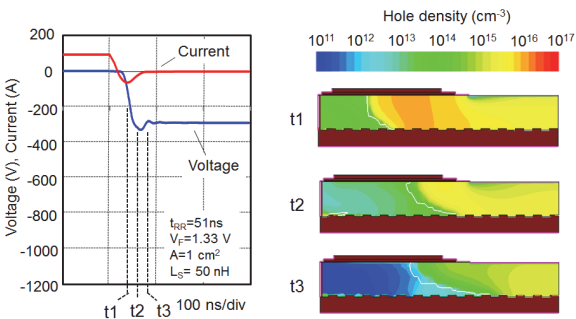 200
0
-200
-400
-600
-800
-1000
-1200
Voltage (V), Current (A)
Current
Voltage
tRR=51ns
VF=1.33 V
A=1 cm²
LS= 50 nH
t1 t2 t3 100 ns/div
Hole density (cm-³)
10¹¹ 10¹² 10¹³ 10¹⁴ 10¹⁵ 10¹⁶ 10¹⁷
t1
t2
t3